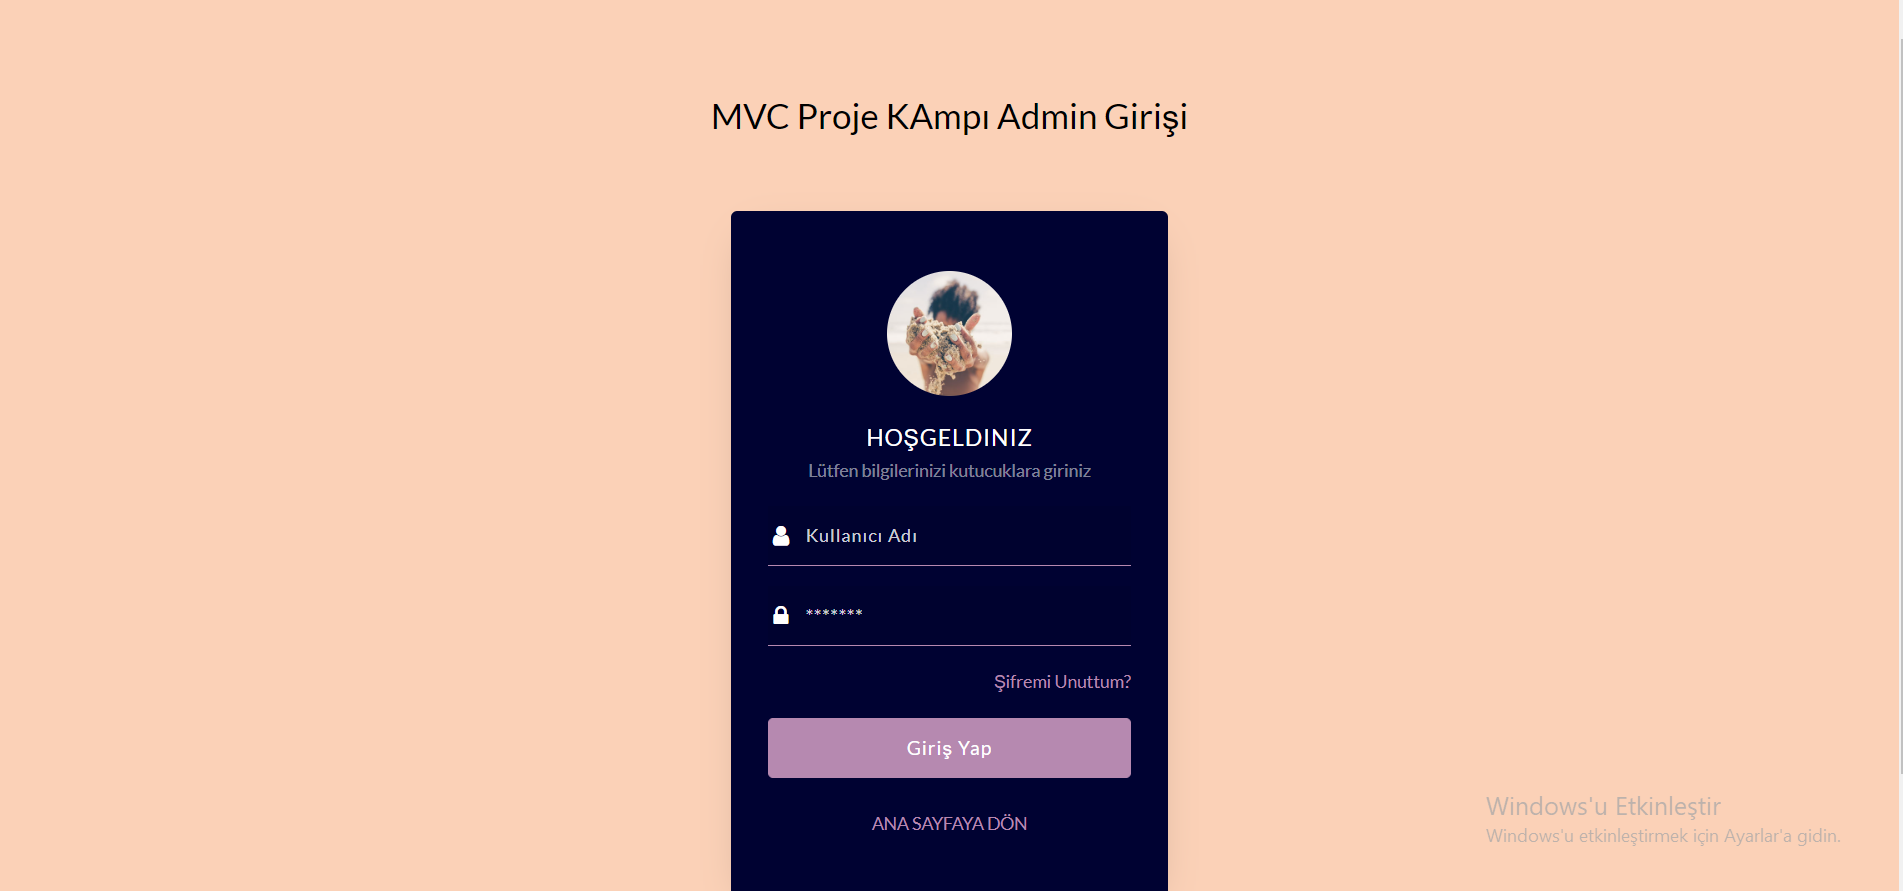 MVC Proje KAmpı Admin Girişi
HOŞGELDINIZ
Lütfen bilgilerinizi kutucuklara giriniz
Kullanıcı Adı
*******
Şifremi Unuttum?
Giriş Yap
ANA SAYFAYA DÖN
Windows'u Etkinleştir
Windows'u etkinleştirmek için Ayarlar'a gidin.